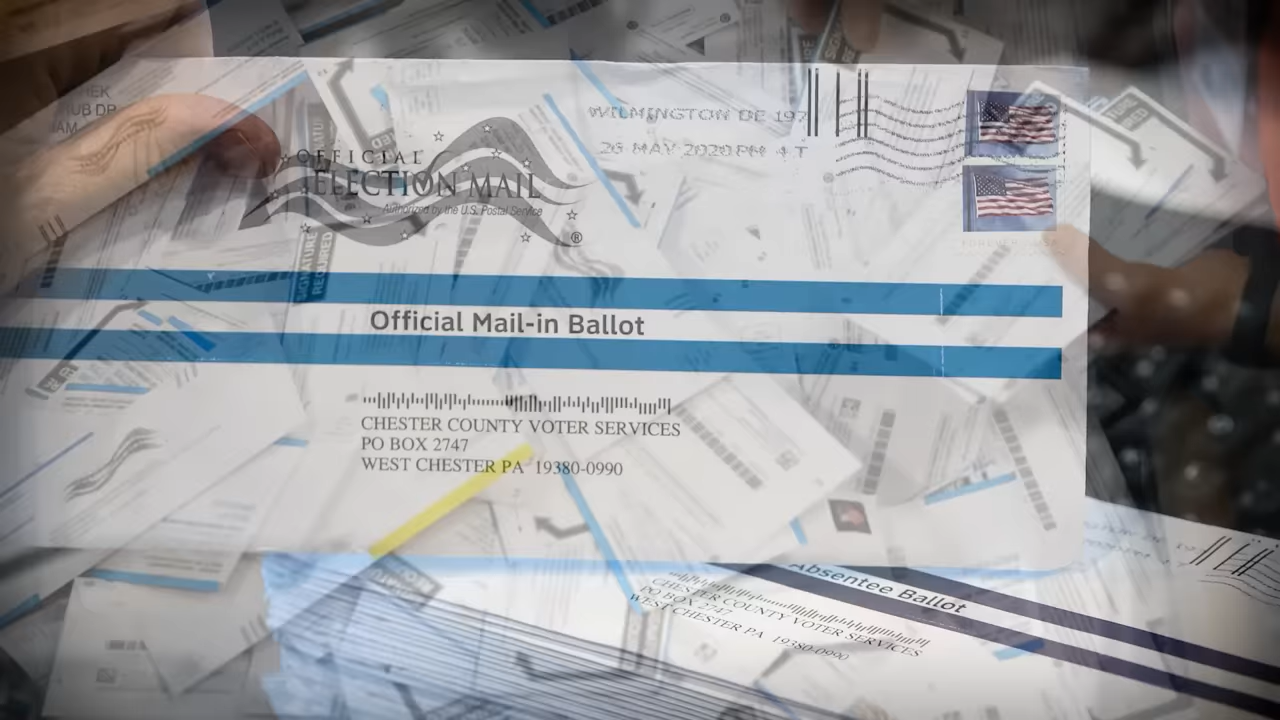 WILMINGTON DE 197
26 MAY 2020 PM 4 T
OFFICIAL
ELECTION MAIL
Authorized by the U.S. Postal Service
®
FOREVER USA
SIGNATURE
REQUIRED
Official Mail-in Ballot
CHESTER COUNTY VOTER SERVICES
PO BOX 2747
WEST CHESTER PA 19380-0990
Absentee Ballot
CHESTER COUNTY VOTER SERVICES
PO BOX 2747
WEST CHESTER PA 19380-0990